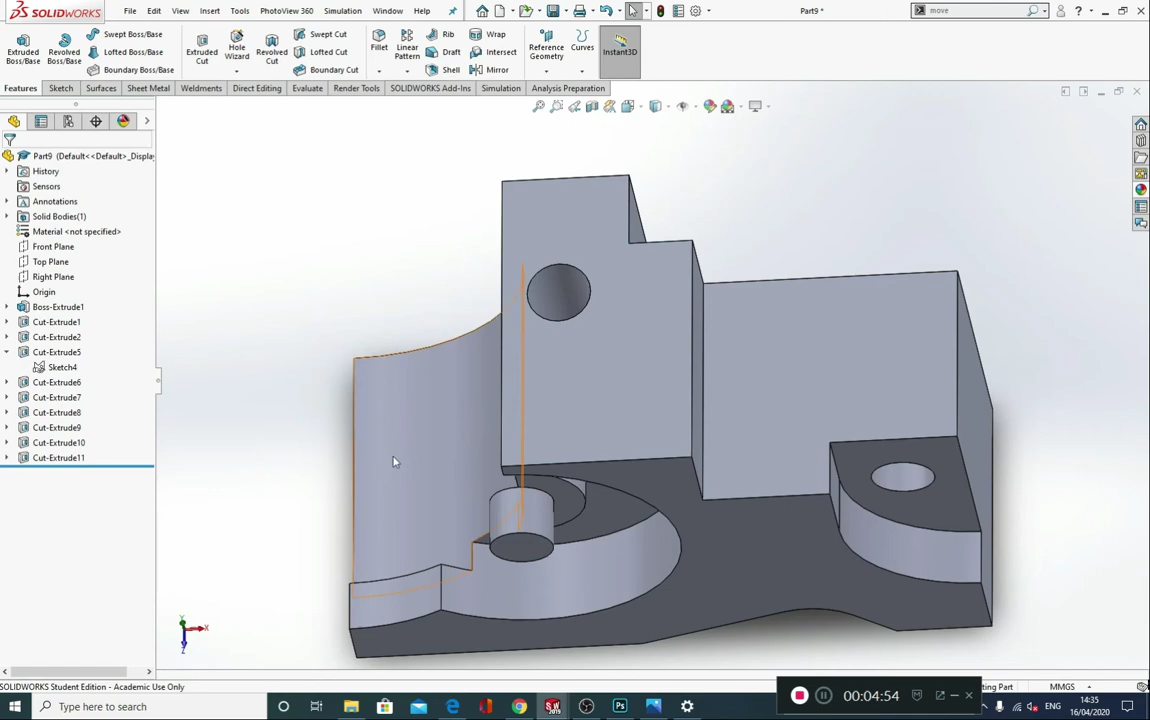 SOLIDWORKS File Edit View Insert Tools PhotoView 360 Simulation Window Help Part9 * move
Extruded Boss/Base Revolved Boss/Base Swept Boss/Base Lofted Boss/Base Boundary Boss/Base Extruded Cut Hole Wizard Revolved Cut Swept Cut Lofted Cut Boundary Cut Fillet Linear Pattern Rib Draft Shell Wrap Intersect Mirror Reference Geometry Curves Instant3D
Features Sketch Surfaces Sheet Metal Weldments Direct Editing Evaluate Render Tools SOLIDWORKS Add-Ins Simulation Analysis Preparation
Part9 (Default<<Default>_Display
History
Sensors
Annotations
Solid Bodies(1)
Material <not specified>
Front Plane
Top Plane
Right Plane
Origin
Boss-Extrude1
Cut-Extrude1
Cut-Extrude2
Cut-Extrude5
Sketch4
Cut-Extrude6
Cut-Extrude7
Cut-Extrude8
Cut-Extrude9
Cut-Extrude10
Cut-Extrude11
Y
X
Z
SOLIDWORKS Student Edition - Academic Use Only
00:04:54
ting Part MMGS
Type here to search
ENG 14:35
16/04/2020